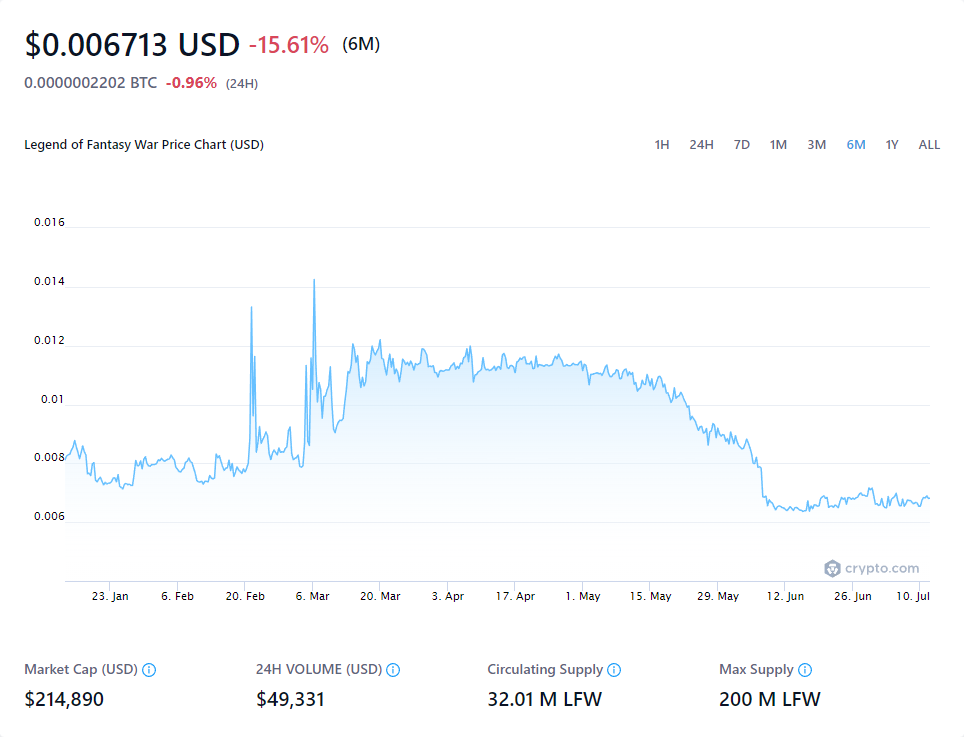 $0.006713 USD -15.61% (6M)
0.0000002202 BTC -0.96% (24H)
Legend of Fantasy War Price Chart (USD) 1H 24H 7D 1M 3M 6M 1Y ALL
0.016
0.014
0.012
0.01
0.008
0.006
crypto.com
23. Jan 6. Feb 20. Feb 6. Mar 20. Mar 3. Apr 17. Apr 1. May 15. May 29. May 12. Jun 26. Jun 10. Jul
Market Cap (USD) 24H VOLUME (USD) Circulating Supply Max Supply
$214,890 $49,331 32.01 M LFW 200 M LFW